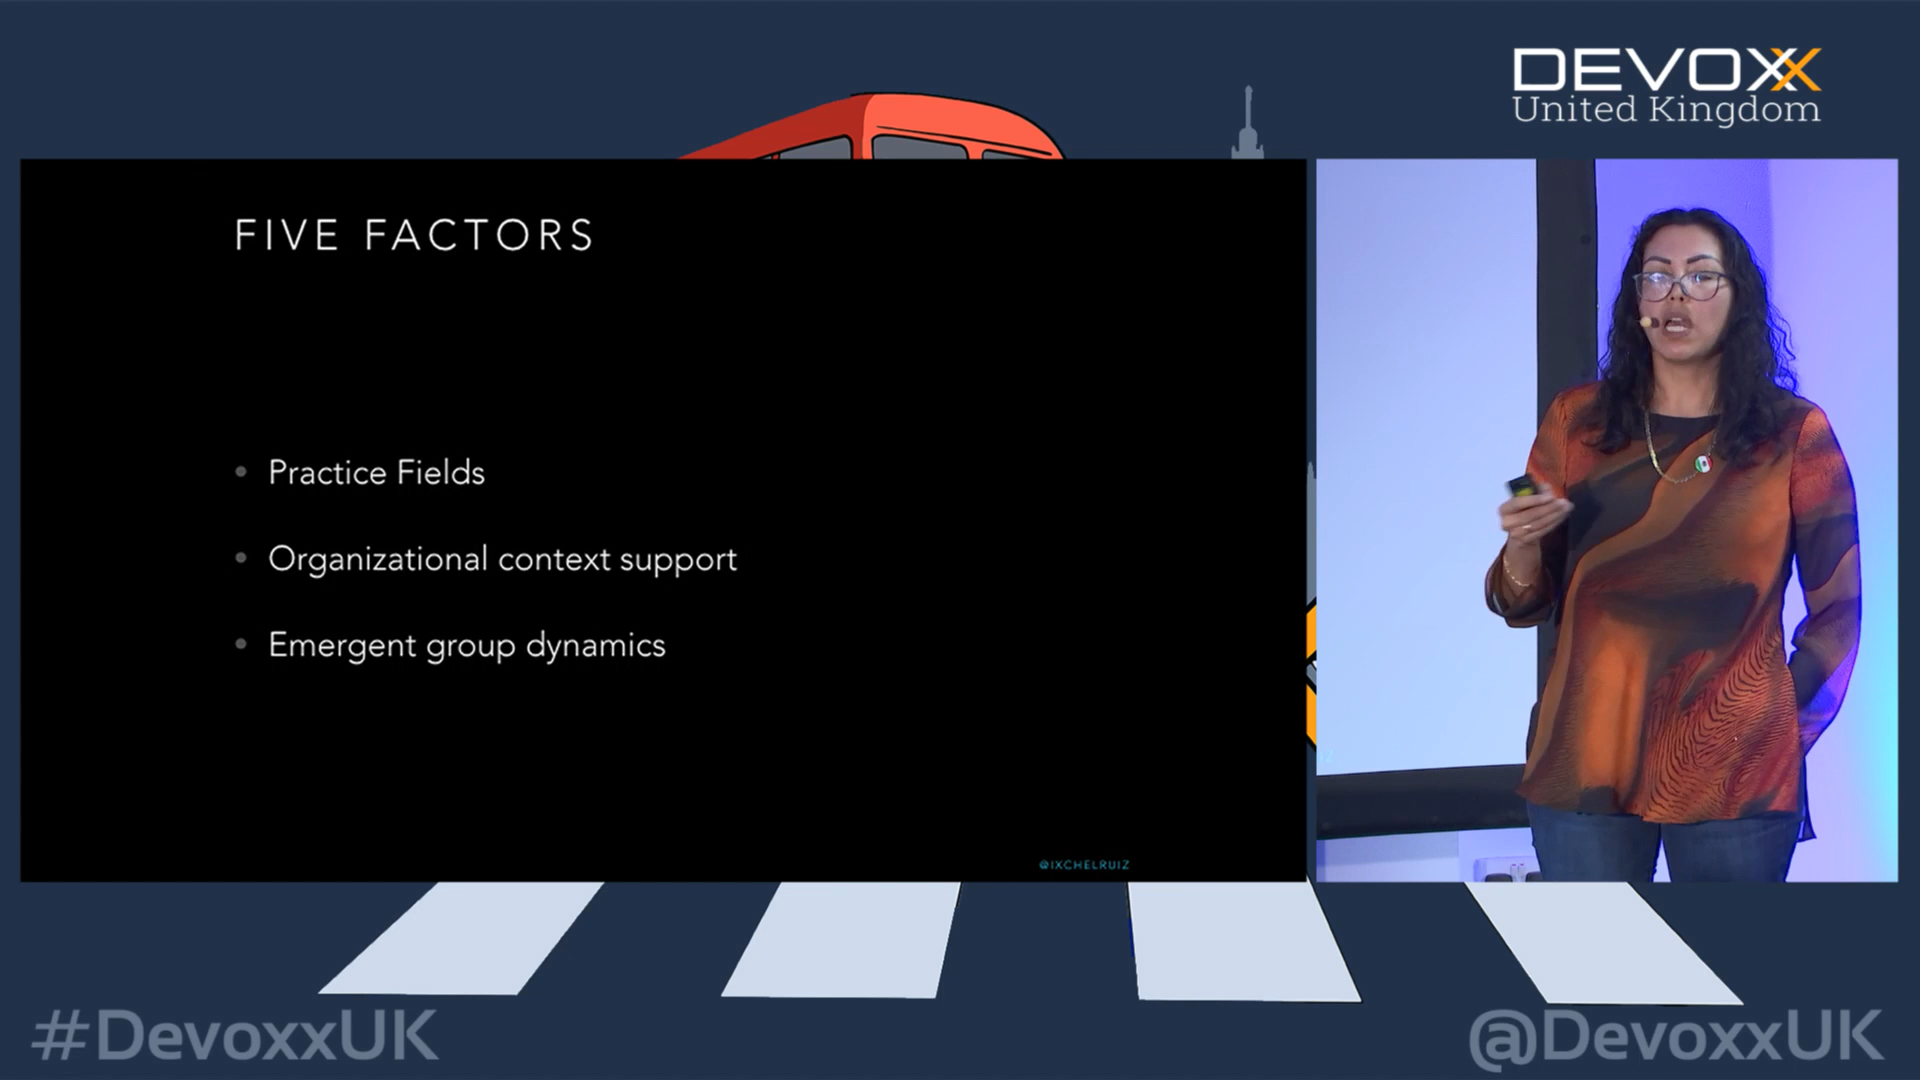 DEVOXX
United Kingdom
FIVE FACTORS
• Practice Fields
• Organizational context support
• Emergent group dynamics
@IXCHELRUIZ
#DevoxxUK
@DevoxxUK